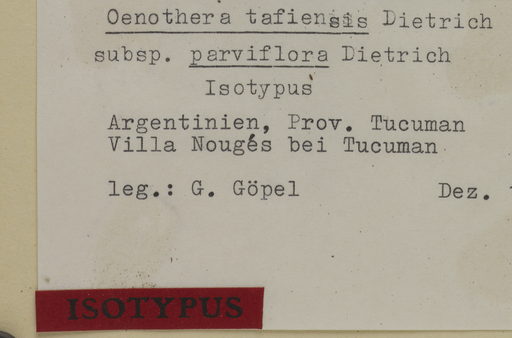 Oenothera tafiensis Dietrich
subsp. parviflora Dietrich
Isotypus
Argentinien, Prov. Tucuman
Villa Nougés bei Tucuman
leg.: G. Göpel Dez.
ISOTYPUS